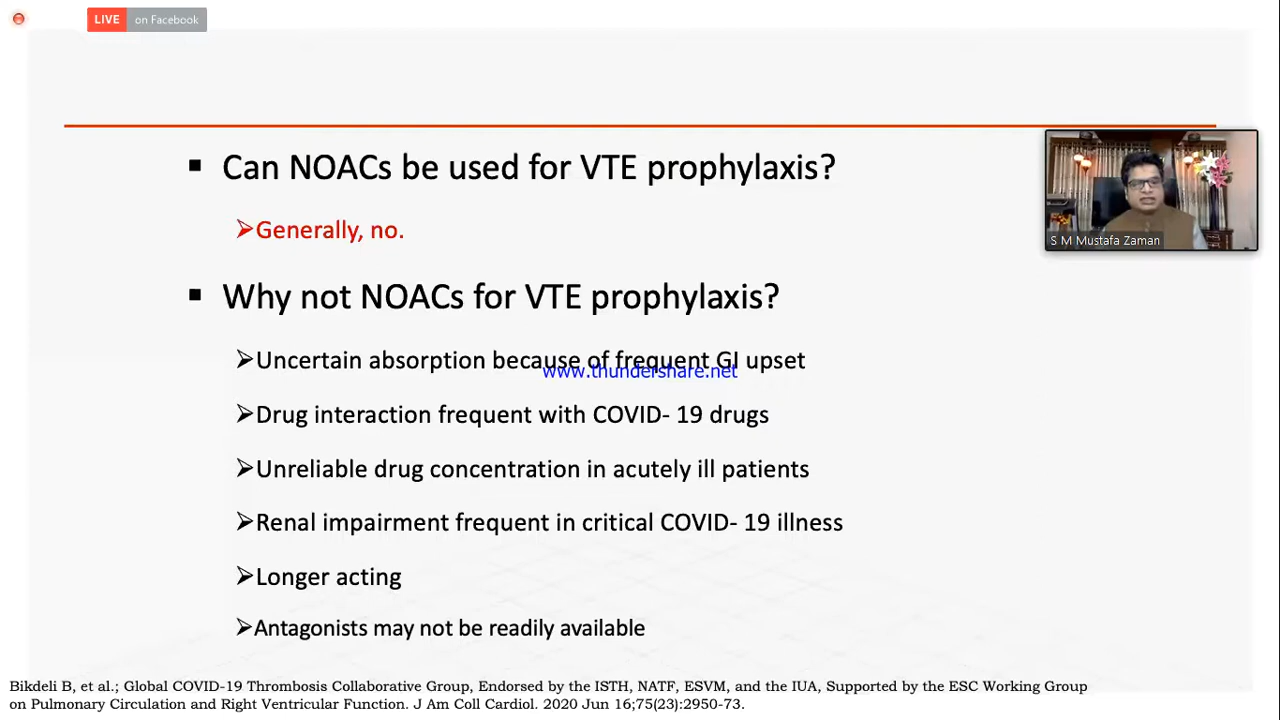 LIVE on Facebook
Can NOACs be used for VTE prophylaxis?
Generally, no.
S M Mustafa Zaman
Why not NOACs for VTE prophylaxis?
Uncertain absorption because of frequent GI upset
www.thundershare.net
Drug interaction frequent with COVID- 19 drugs
Unreliable drug concentration in acutely ill patients
Renal impairment frequent in critical COVID- 19 illness
Longer acting
Antagonists may not be readily available
Bikdeli B, et al.; Global COVID-19 Thrombosis Collaborative Group, Endorsed by the ISTH, NATF, ESVM, and the IUA, Supported by the ESC Working Group
on Pulmonary Circulation and Right Ventricular Function. J Am Coll Cardiol. 2020 Jun 16;75(23):2950-73.